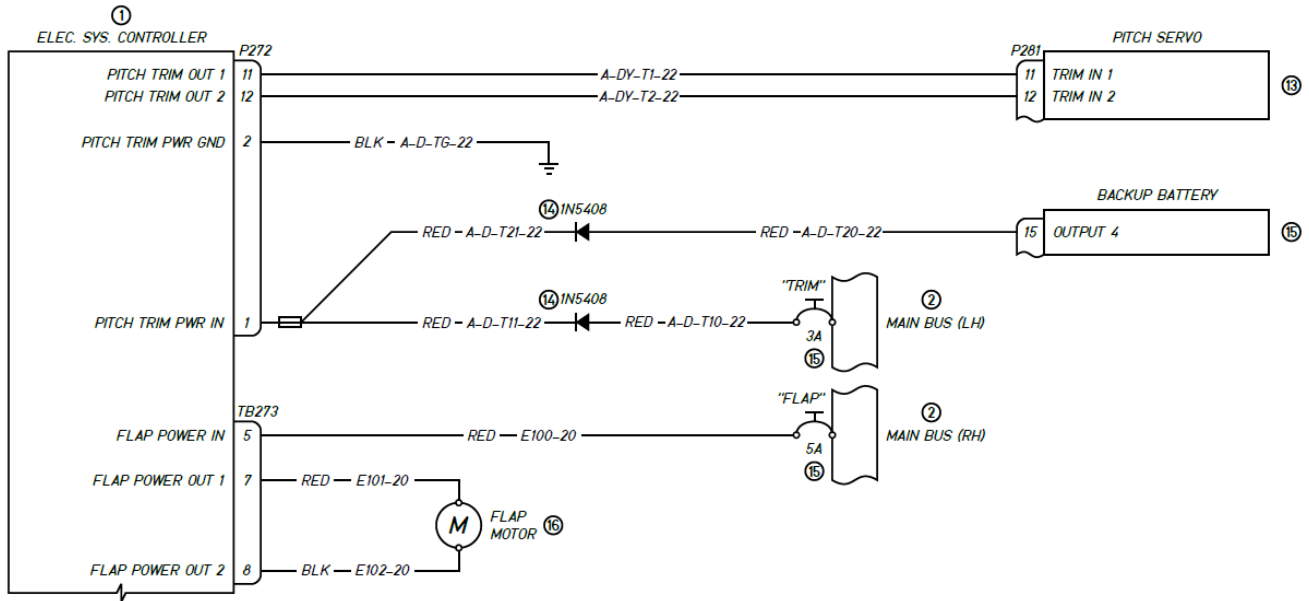 1
ELEC. SYS. CONTROLLER
P272
P281
PITCH SERVO
PITCH TRIM OUT 1 11 A-DY-T1-22 11 TRIM IN 1
PITCH TRIM OUT 2 12 A-DY-T2-22 12 TRIM IN 2
13
PITCH TRIM PWR GND 2 BLK - A-D-TG-22
BACKUP BATTERY
14 1N5408
RED - A-D-T21-22 RED -A-D-T20-22 15 OUTPUT 4 15
"TRIM"
14 1N5408
2
PITCH TRIM PWR IN 1 RED - A-D-T11-22 RED - A-D-T10-22 MAIN BUS (LH)
3A
15
"FLAP"
TB273
2
FLAP POWER IN 5 RED - E100-20 MAIN BUS (RH)
5A
15
FLAP POWER OUT 1 7 RED - E101-20
M FLAP MOTOR 16
FLAP POWER OUT 2 8 BLK - E102-20